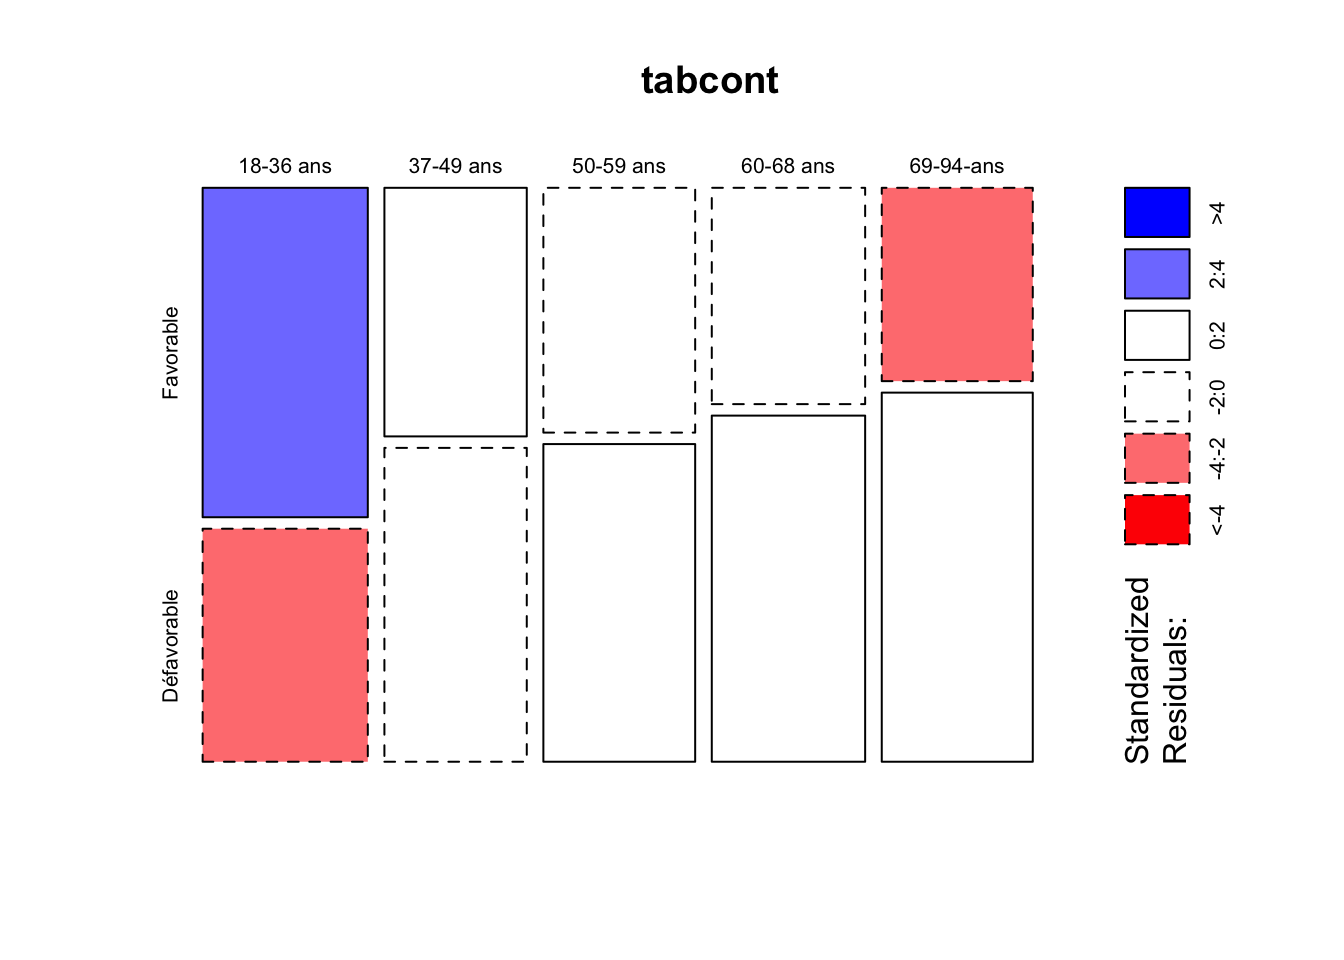 tabcont
18-36 ans
37-49 ans
50-59 ans
60-68 ans
69-94-ans
Favorable
Défavorable
>4
2:4
0:2
-2:0
-4:-2
<-4
Standardized
Residuals: